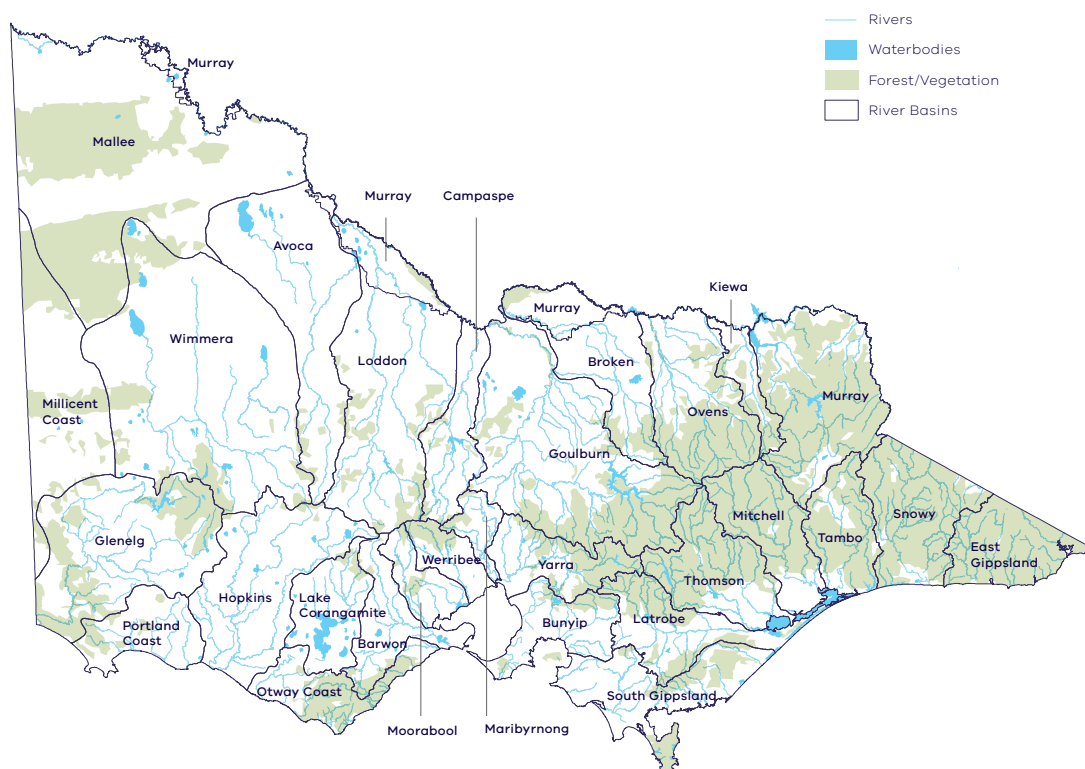 Rivers
Waterbodies
Forest/Vegetation
River Basins
Murray
Mallee
Murray
Campaspe
Avoca
Kiewa
Murray
Wimmera
Loddon
Broken
Millicent
Coast
Murray
Ovens
Goulburn
Mitchell
Snowy
Glenelg
Tambo
East
Gippsland
Werribee
Yarra
Thomson
Hopkins
Lake
Corangamite
Portland
Coast
Bunyip
Latrobe
Barwon
Otway Coast
South Gippsland
Moorabool
Maribyrnong